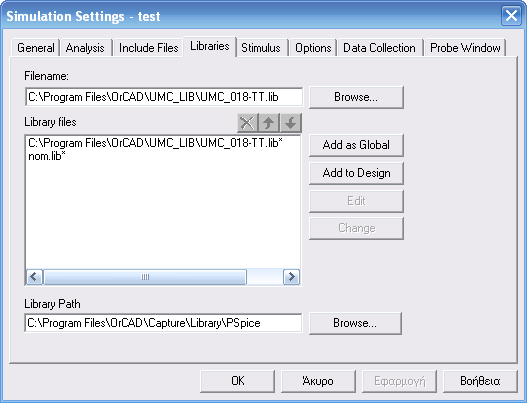 Simulation Settings - test
General Analysis Include Files Libraries Stimulus Options Data Collection Probe Window
Filename:
C:\Program Files\OrCAD\UMC_LIB\UMC_018-TT.lib Browse...
Library files
C:\Program Files\OrCAD\UMC_LIB\UMC_018-TT.lib*
nom.lib*
Add as Global
Add to Design
Edit
Change
Library Path
C:\Program Files\OrCAD\Capture\Library\PSpice Browse...
OK Άκυρο Εφαρμογή Βοήθεια